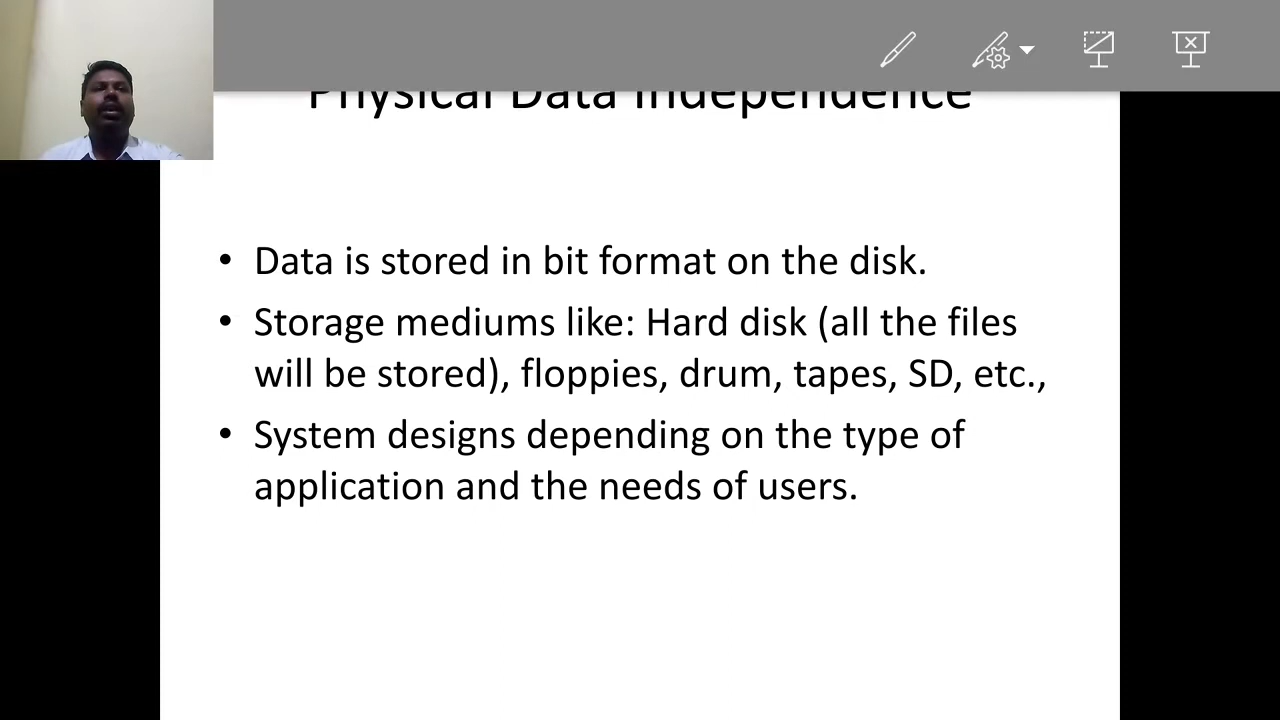 Physical Data Independence
• Data is stored in bit format on the disk.
• Storage mediums like: Hard disk (all the files
will be stored), floppies, drum, tapes, SD, etc.,
• System designs depending on the type of
application and the needs of users.